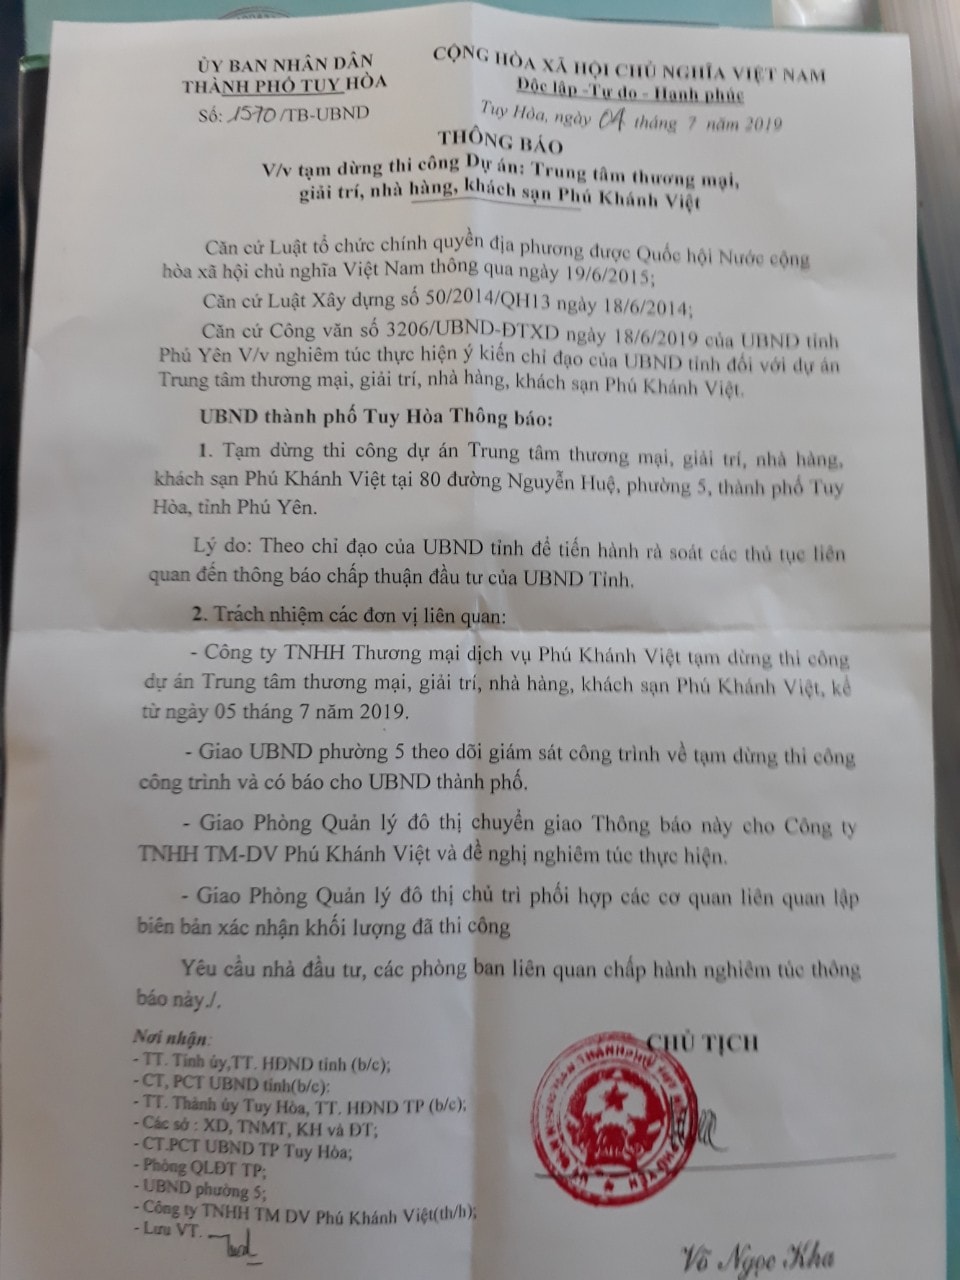 ỦY BAN NHÂN DÂN
THÀNH PHỐ TUY HÒA
Số: 1570/TB-UBND
CỘNG HÒA XÃ HỘI CHỦ NGHĨA VIỆT NAM
Độc lập -Tự do - Hạnh phúc
Tuy Hòa, ngày 04 tháng 7 năm 2019
THÔNG BÁO
V/v tạm dừng thi công Dự án: Trung tâm thương mại,
giải trí, nhà hàng, khách sạn Phú Khánh Việt
Căn cứ Luật tổ chức chính quyền địa phương được Quốc hội Nước cộng
hòa xã hội chủ nghĩa Việt Nam thông qua ngày 19/6/2015;
Căn cứ Luật Xây dựng số 50/2014/QH13 ngày 18/6/2014;
Căn cứ Công văn số 3206/UBND-ĐTXD ngày 18/6/2019 của UBND tỉnh
Phú Yên V/v nghiêm túc thực hiện ý kiến chỉ đạo của UBND tỉnh đối với dự án
Trung tâm thương mại, giải trí, nhà hàng, khách sạn Phú Khánh Việt.
UBND thành phố Tuy Hòa Thông báo:
1. Tạm dừng thi công dự án Trung tâm thương mại, giải trí, nhà hàng,
khách sạn Phú Khánh Việt tại 80 đường Nguyễn Huệ, phường 5, thành phố Tuy
Hòa, tỉnh Phú Yên.
Lý do: Theo chỉ đạo của UBND tỉnh để tiến hành rà soát các thủ tục liên
quan đến thông báo chấp thuận đầu tư của UBND Tỉnh.
2. Trách nhiệm các đơn vị liên quan:
- Công ty TNHH Thương mại dịch vụ Phú Khánh Việt tạm dừng thi công
dự án Trung tâm thương mại, giải trí, nhà hàng, khách sạn Phú Khánh Việt, kể
từ ngày 05 tháng 7 năm 2019.
- Giao UBND phường 5 theo dõi giám sát công trình về tạm dừng thi công
công trình và có báo cho UBND thành phố.
- Giao Phòng Quản lý đô thị chuyển giao Thông báo này cho Công ty
TNHH TM-DV Phú Khánh Việt và đề nghị nghiêm túc thực hiện.
- Giao Phòng Quản lý đô thị chủ trì phối hợp các cơ quan liên quan lập
biên bản xác nhận khối lượng đã thi công
Yêu cầu nhà đầu tư, các phòng ban liên quan chấp hành nghiêm túc thông
báo này./.
Nơi nhận:
- TT. Tỉnh ủy,TT. HĐND tỉnh (b/c);
- CT, PCT UBND tỉnh(b/c):
- TT. Thành ủy Tuy Hòa, TT. HĐND TP (b/c);
- Các sở : XD, TNMT, KH và ĐT;
- CT.PCT UBND TP Tuy Hòa;
- Phòng QLĐT TP;
- UBND phường 5;
- Công ty TNHH TM DV Phú Khánh Việt(th/h);
- Lưu VT.
CHỦ TỊCH
Võ Ngọc Kha